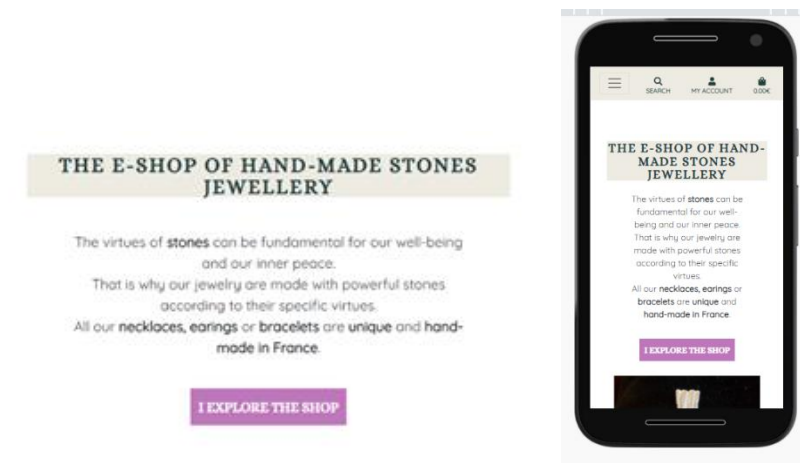 THE E-SHOP OF HAND-MADE STONES
JEWELLERY
The virtues of stones can be fundamental for our well-being
and our inner peace.
That is why our jewelry are made with powerful stones
according to their specific virtues.
All our necklaces, earings or bracelets are unique and hand-
made in France.
I EXPLORE THE SHOP
SEARCH
MY ACCOUNT
0.00€
THE E-SHOP OF HAND-
MADE STONES
JEWELLERY
The virtues of stones can be
fundamental for our well-
being and our inner peace.
That is why our jewelry are
made with powerful stones
according to their specific
virtues.
All our necklaces, earings or
bracelets are unique and
hand-made in France.
I EXPLORE THE SHOP